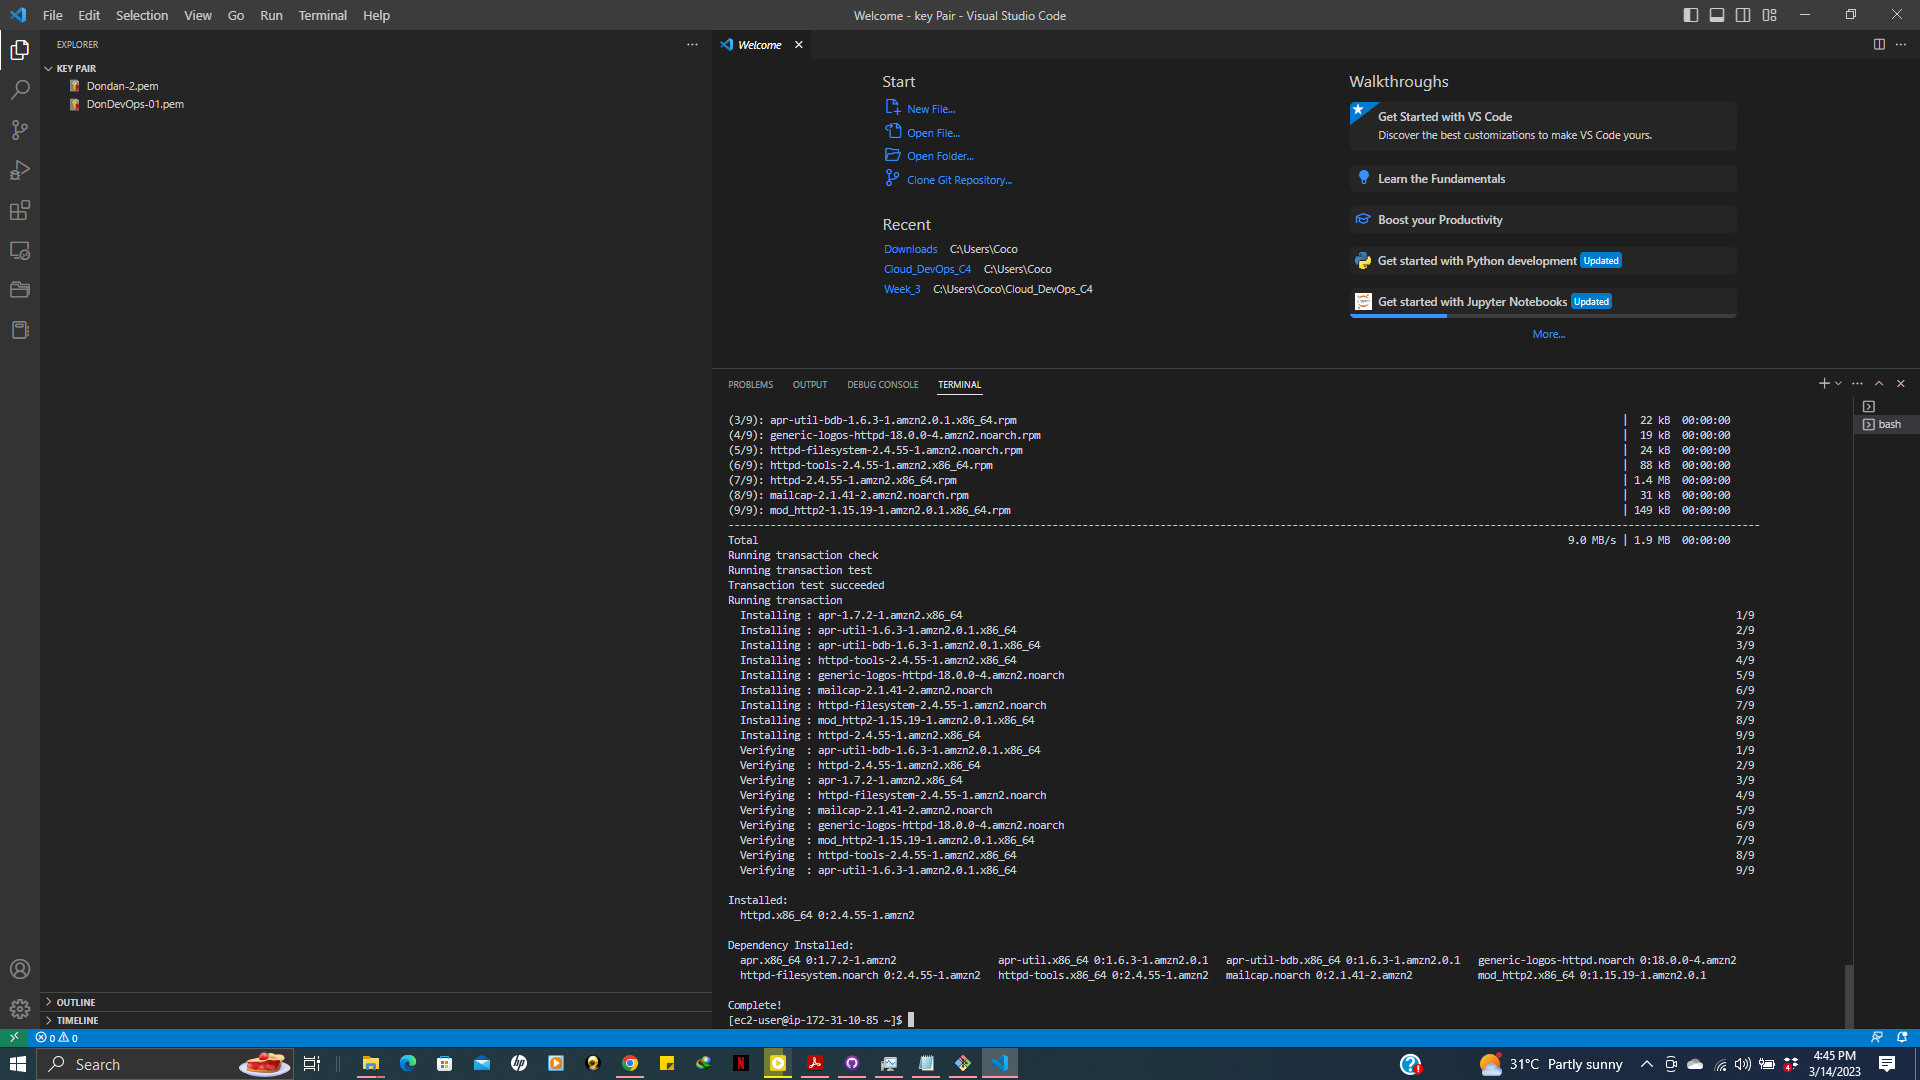 File Edit Selection View Go Run Terminal Help
Welcome - key Pair - Visual Studio Code
EXPLORER
KEY PAIR
Dondan-2.pem
DonDevOps-01.pem
OUTLINE
TIMELINE
Welcome
Start
New File...
Open File...
Open Folder...
Clone Git Repository...
Recent
Downloads C:\Users\Coco
Cloud_DevOps_C4 C:\Users\Coco
Week_3 C:\Users\Coco\Cloud_DevOps_C4
Walkthroughs
Get Started with VS Code
Discover the best customizations to make VS Code yours.
Learn the Fundamentals
Boost your Productivity
Get started with Python development Updated
Get started with Jupyter Notebooks Updated
More...
PROBLEMS OUTPUT DEBUG CONSOLE TERMINAL
bash
(3/9): apr-util-bdb-1.6.3-1.amzn2.0.1.x86_64.rpm | 22 kB 00:00:00
(4/9): generic-logos-httpd-18.0.0-4.amzn2.noarch.rpm | 19 kB 00:00:00
(5/9): httpd-filesystem-2.4.55-1.amzn2.noarch.rpm | 24 kB 00:00:00
(6/9): httpd-tools-2.4.55-1.amzn2.x86_64.rpm | 88 kB 00:00:00
(7/9): httpd-2.4.55-1.amzn2.x86_64.rpm | 1.4 MB 00:00:00
(8/9): mailcap-2.1.41-2.amzn2.noarch.rpm | 31 kB 00:00:00
(9/9): mod_http2-1.15.19-1.amzn2.0.1.x86_64.rpm | 149 kB 00:00:00
Total 9.0 MB/s | 1.9 MB 00:00:00
Running transaction check
Running transaction test
Transaction test succeeded
Running transaction
Installing : apr-1.7.2-1.amzn2.x86_64 1/9
Installing : apr-util-1.6.3-1.amzn2.0.1.x86_64 2/9
Installing : apr-util-bdb-1.6.3-1.amzn2.0.1.x86_64 3/9
Installing : httpd-tools-2.4.55-1.amzn2.x86_64 4/9
Installing : generic-logos-httpd-18.0.0-4.amzn2.noarch 5/9
Installing : mailcap-2.1.41-2.amzn2.noarch 6/9
Installing : httpd-filesystem-2.4.55-1.amzn2.noarch 7/9
Installing : mod_http2-1.15.19-1.amzn2.0.1.x86_64 8/9
Installing : httpd-2.4.55-1.amzn2.x86_64 9/9
Verifying : apr-util-bdb-1.6.3-1.amzn2.0.1.x86_64 1/9
Verifying : httpd-2.4.55-1.amzn2.x86_64 2/9
Verifying : apr-1.7.2-1.amzn2.x86_64 3/9
Verifying : httpd-filesystem-2.4.55-1.amzn2.noarch 4/9
Verifying : mailcap-2.1.41-2.amzn2.noarch 5/9
Verifying : generic-logos-httpd-18.0.0-4.amzn2.noarch 6/9
Verifying : mod_http2-1.15.19-1.amzn2.0.1.x86_64 7/9
Verifying : httpd-tools-2.4.55-1.amzn2.x86_64 8/9
Verifying : apr-util-1.6.3-1.amzn2.0.1.x86_64 9/9
Installed:
httpd.x86_64 0:2.4.55-1.amzn2
Dependency Installed:
apr.x86_64 0:1.7.2-1.amzn2 apr-util.x86_64 0:1.6.3-1.amzn2.0.1 apr-util-bdb.x86_64 0:1.6.3-1.amzn2.0.1 generic-logos-httpd.noarch 0:18.0.0-4.amzn2
httpd-filesystem.noarch 0:2.4.55-1.amzn2 httpd-tools.x86_64 0:2.4.55-1.amzn2 mailcap.noarch 0:2.1.41-2.amzn2 mod_http2.x86_64 0:1.15.19-1.amzn2.0.1
Complete!
[ec2-user@ip-172-31-10-85 ~]$
0 0
Search
31°C Partly sunny
4:45 PM
3/14/2023